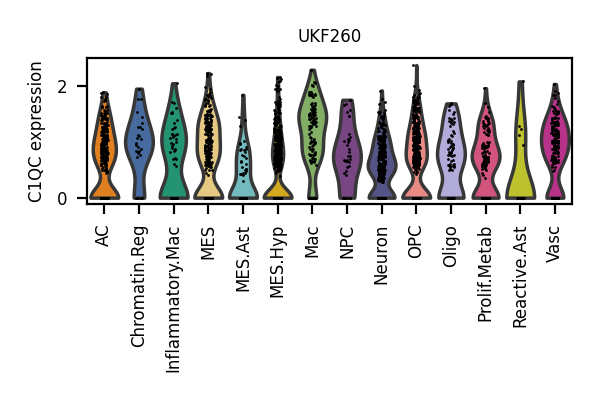 UKF260
C1QC expression
2
0
AC
Chromatin.Reg
Inflammatory.Mac
MES
MES.Ast
MES.Hyp
Mac
NPC
Neuron
OPC
Oligo
Prolif.Metab
Reactive.Ast
Vasc